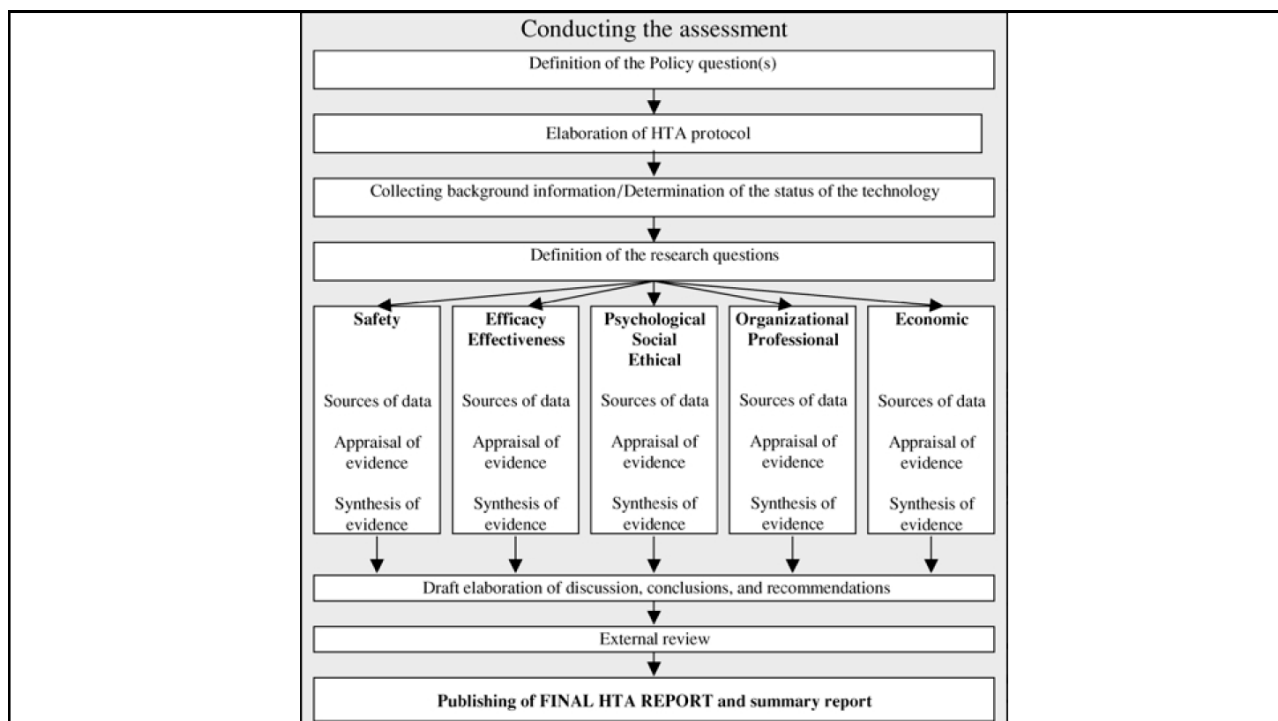 Conducting the assessment
Definition of the Policy question(s)
Elaboration of HTA protocol
Collecting background information/Determination of the status of the technology
Definition of the research questions
Safety
Sources of data
Appraisal of
evidence
Synthesis of
evidence
Efficacy
Effectiveness
Sources of data
Appraisal of
evidence
Synthesis of
evidence
Psychological
Social
Ethical
Sources of data
Appraisal of
evidence
Synthesis of
evidence
Organizational
Professional
Sources of data
Appraisal of
evidence
Synthesis of
evidence
Economic
Sources of data
Appraisal of
evidence
Synthesis of
evidence
Draft elaboration of discussion, conclusions, and recommendations
External review
Publishing of FINAL HTA REPORT and summary report